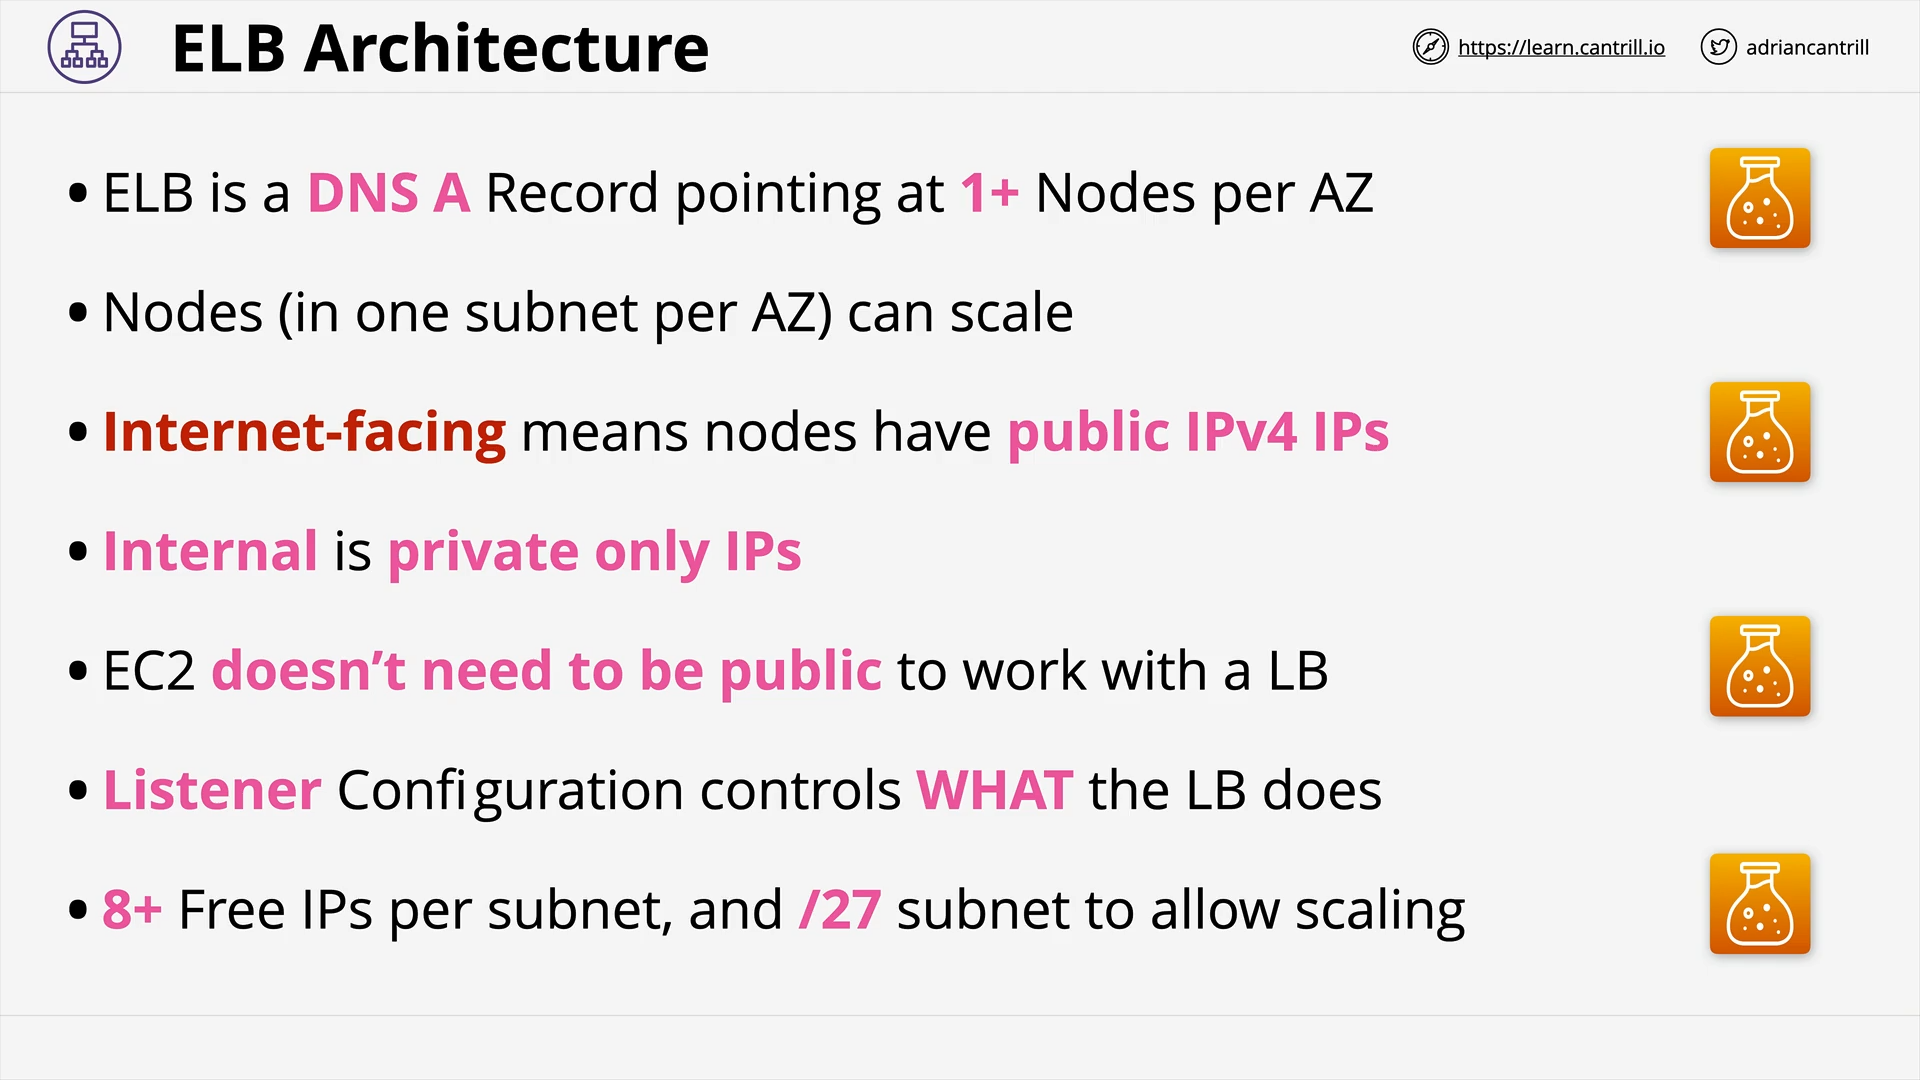 ELB Architecture
https://learn.cantrill.io
adriancantrill
• ELB is a DNS A Record pointing at 1+ Nodes per AZ
• Nodes (in one subnet per AZ) can scale
• Internet-facing means nodes have public IPv4 IPs
• Internal is private only IPs
• EC2 doesn’t need to be public to work with a LB
• Listener Configuration controls WHAT the LB does
• 8+ Free IPs per subnet, and /27 subnet to allow scaling